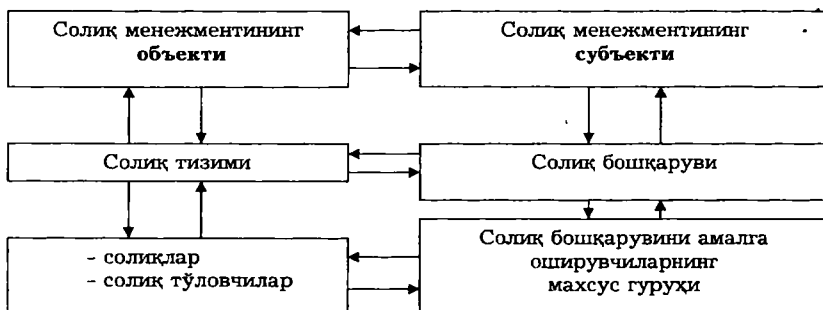 Солиқ менежментининг
объекти
Солиқ менежментининг
субъекти
Солиқ тизими
Солиқ бошқаруви
- солиқлар
- солиқ тўловчилар
Солиқ бошқарувини амалга
оширувчиларнинг
махсус гуруҳи